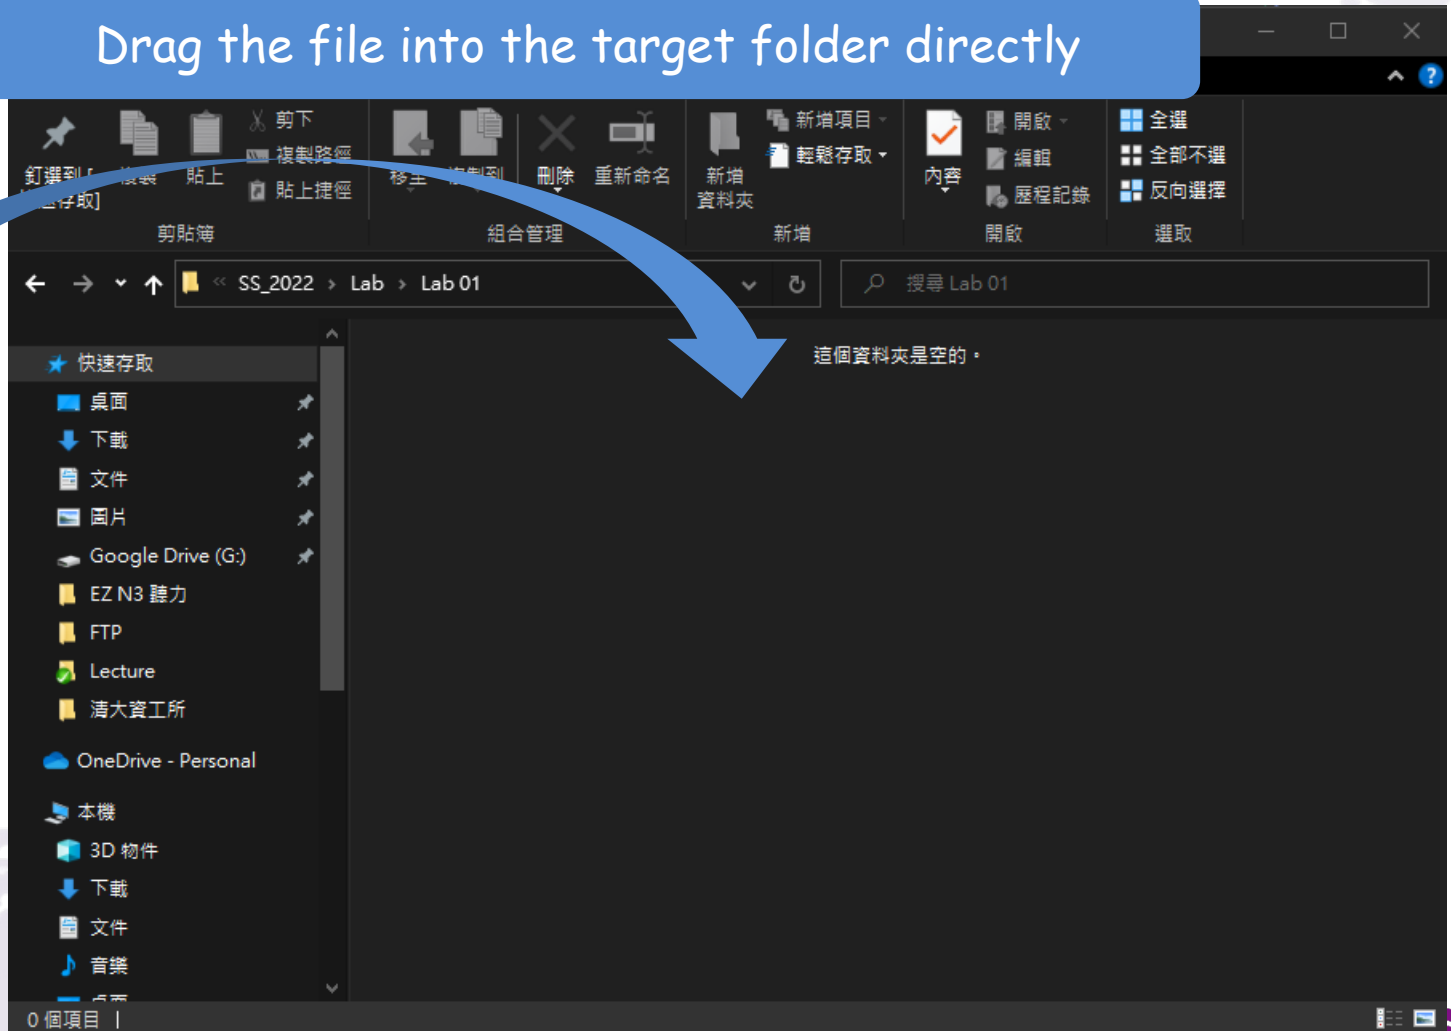 Drag the file into the target folder directly
剪下
複製路徑
貼上捷徑
貼上
剪貼簿
刪除
重新命名
組合管理
新增項目
輕鬆存取
新增
資料夾
新增
內容
開啟
編輯
歷程記錄
開啟
全選
全部不選
反向選擇
選取
« SS_2022 › Lab › Lab 01
搜尋 Lab 01
快速存取
桌面
下載
文件
圖片
Google Drive (G:)
EZ N3 聽力
FTP
Lecture
清大資工所
OneDrive - Personal
本機
3D 物件
下載
文件
音樂
這個資料夾是空的。
0 個項目